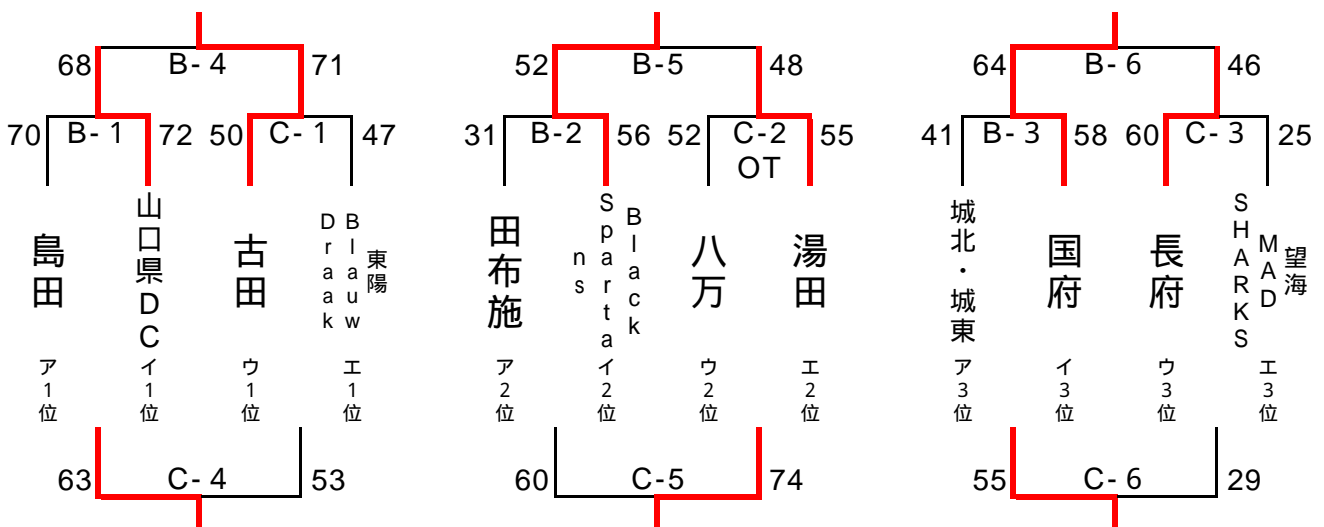 68 B-4 71
52 B-5 48
64 B-6 46
70 B-1 72
50 C-1 47
31 B-2 56
52 C-2 55
OT
41 B-3 58
60 C-3 25
島田
山口県DC
古田
東陽
Blauw
Draak
田布施
Black
Sparta
ns
八万
湯田
城北・城東
国府
長府
望海
MAD
SHARKS
ア1位
イ1位
ウ1位
エ1位
ア2位
イ2位
ウ2位
エ2位
ア3位
イ3位
ウ3位
エ3位
63 C-4 53
60 C-5 74
55 C-6 29